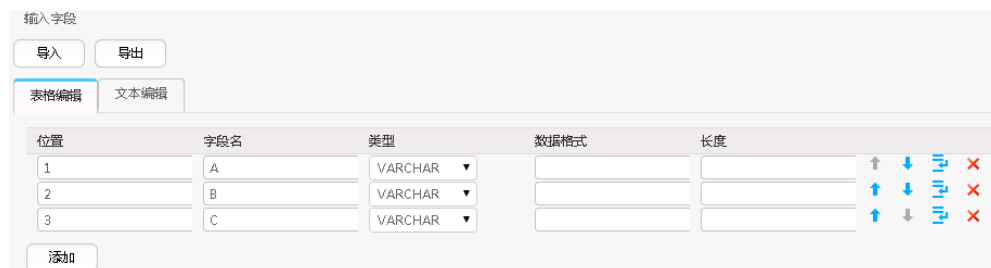 输入字段
导入 导出
表格编辑 文本编辑
位置 字段名 类型 数据格式 长度
1 A VARCHAR
2 B VARCHAR
3 C VARCHAR
添加